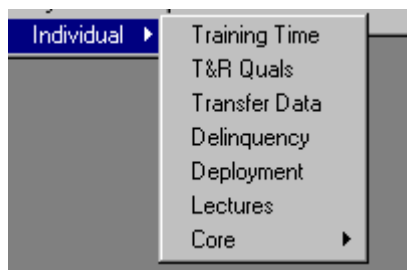 Individual
Training Time
T&R Quals
Transfer Data
Delinquency
Deployment
Lectures
Core